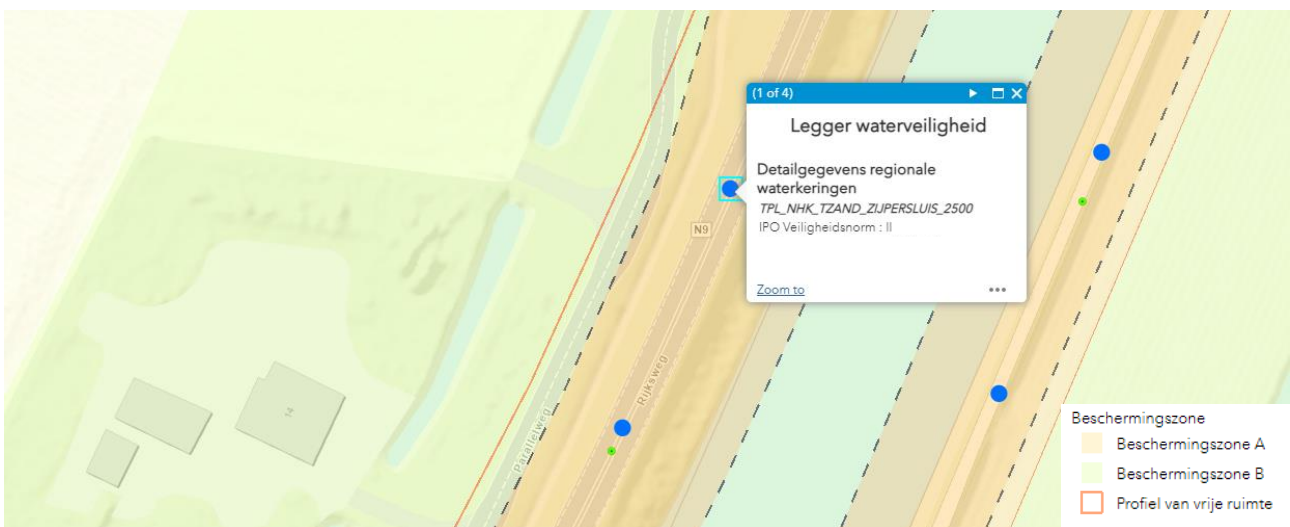 (1 of 4)
Legger waterveiligheid
Detailgegevens regionale
waterkeringen
TPL_NHK_TZAND_ZIJPERSLUIS_2500
IPO Veiligheidsnorm : II
Zoom to
N9
Rijksweg
Parallelweg
14
Beschermingszone
Beschermingszone A
Beschermingszone B
Profiel van vrije ruimte